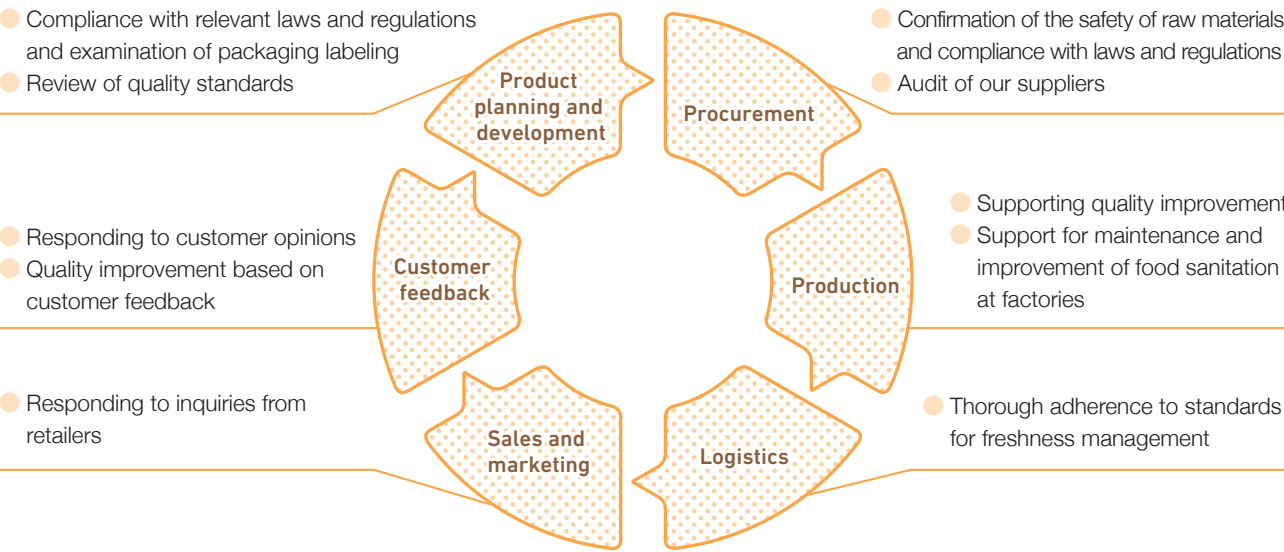 Compliance with relevant laws and regulations
and examination of packaging labeling
Review of quality standards
Product
planning and
development
Procurement
Confirmation of the safety of raw materials
and compliance with laws and regulations
Audit of our suppliers
Responding to customer opinions
Quality improvement based on
customer feedback
Customer
feedback
Production
Supporting quality improvement
Support for maintenance and
improvement of food sanitation
at factories
Responding to inquiries from
retailers
Sales and
marketing
Logistics
Thorough adherence to standards
for freshness management